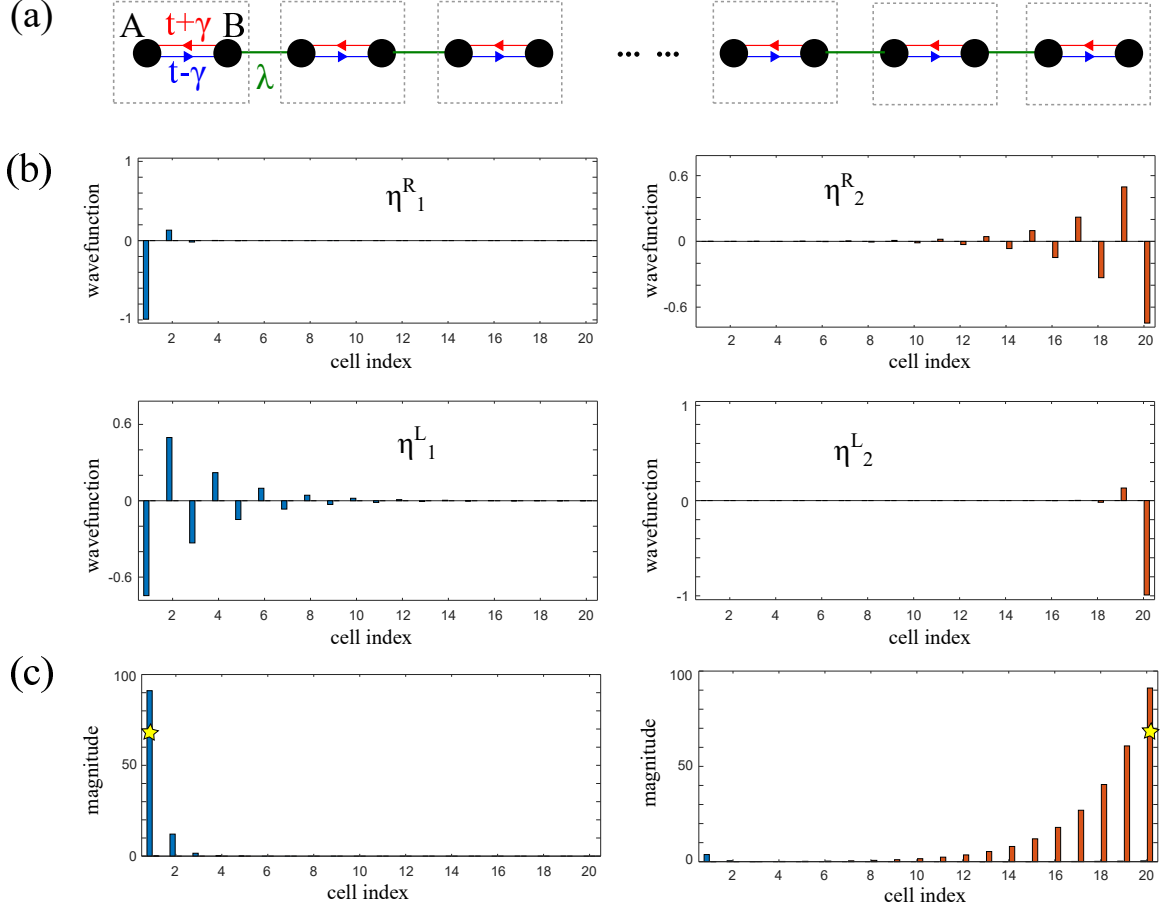 (a)
A t+γ B
t-γ λ
... ...
(b)
1
0
-1
wavefunction
η^R_1
2 4 6 8 10 12 14 16 18 20
cell index
0.6
0
-0.6
wavefunction
η^R_2
2 4 6 8 10 12 14 16 18 20
cell index
0.6
0
-0.6
wavefunction
η^L_1
2 4 6 8 10 12 14 16 18 20
cell index
1
0
-1
wavefunction
η^L_2
2 4 6 8 10 12 14 16 18 20
cell index
(c)
100
50
0
magnitude
2 4 6 8 10 12 14 16 18 20
cell index
100
50
0
magnitude
2 4 6 8 10 12 14 16 18 20
cell index